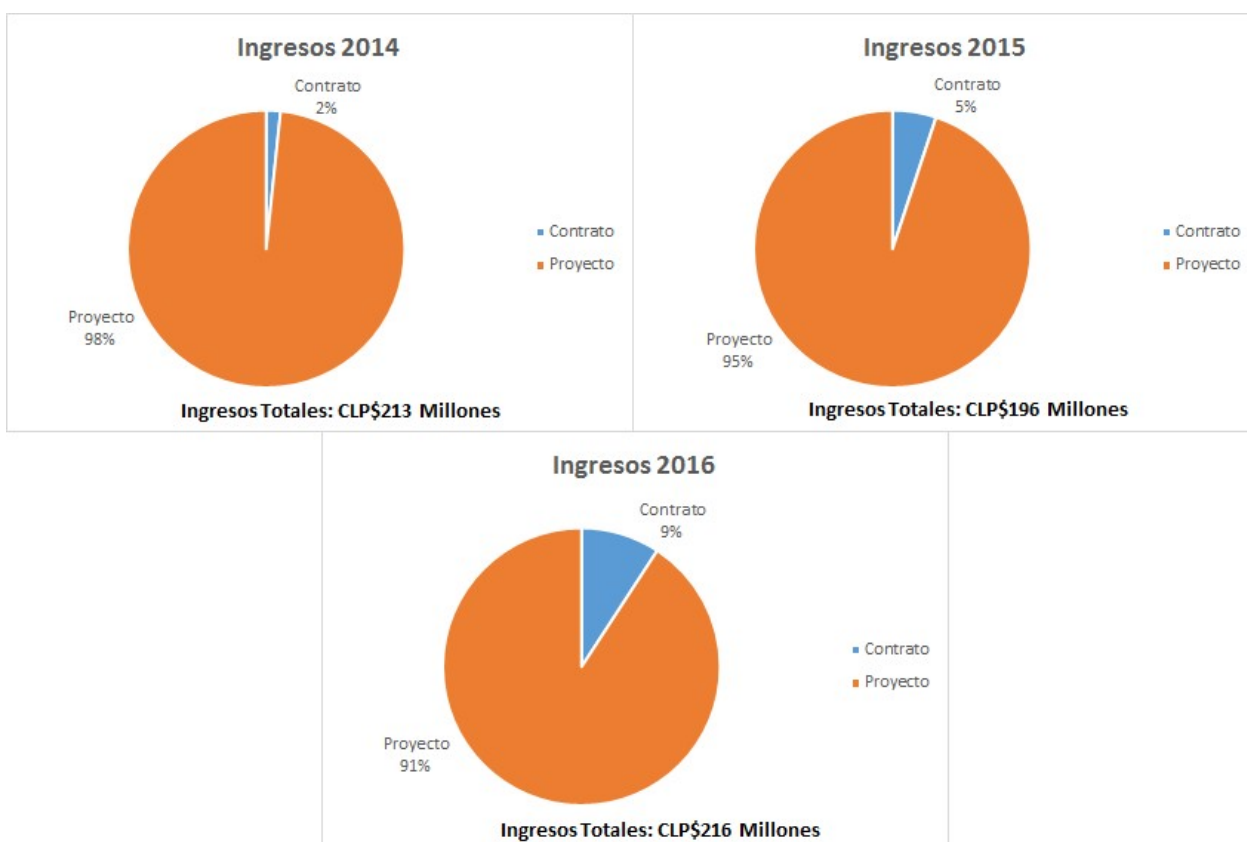 Ingresos 2014
Contrato
2%
Contrato
Proyecto
Proyecto
98%
Ingresos Totales: CLP$213 Millones
Ingresos 2015
Contrato
5%
Contrato
Proyecto
Proyecto
95%
Ingresos Totales: CLP$196 Millones
Ingresos 2016
Contrato
9%
Contrato
Proyecto
Proyecto
91%
Ingresos Totales: CLP$216 Millones